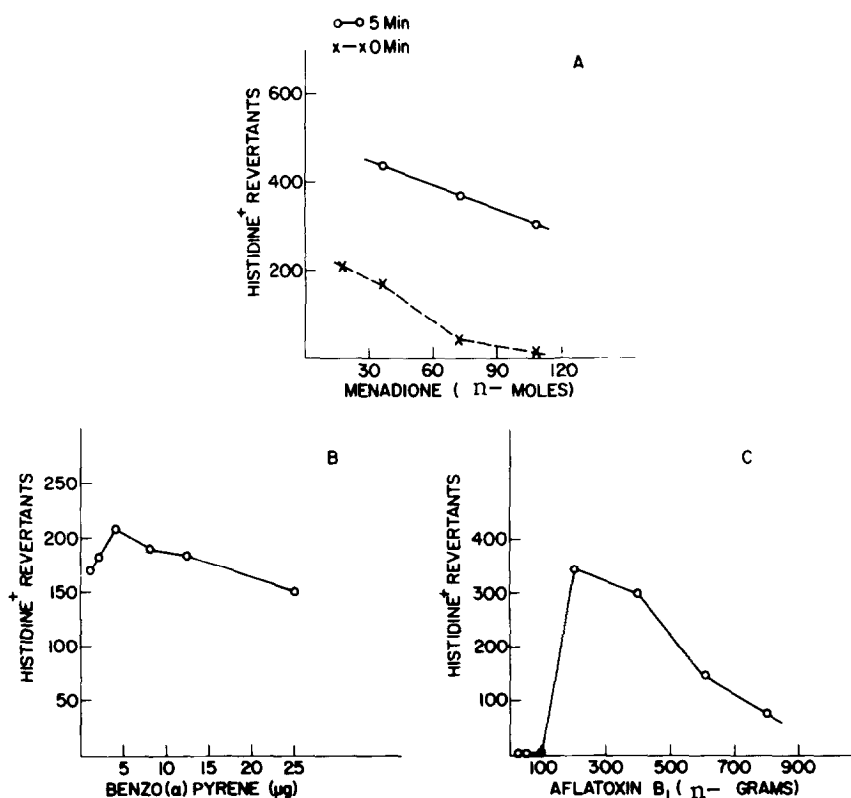 o—o 5 Min
x-x 0 Min
A
HISTIDINE+ REVERTANTS
600
400
200
30 60 90 120
MENADIONE ( n- MOLES)
B
HISTIDINE+ REVERTANTS
250
200
150
100
50
5 10 15 20 25
BENZO(a) PYRENE (µg)
C
HISTIDINE+ REVERTANTS
400
300
200
100
100 300 500 700 900
AFLATOXIN B₁ ( n- GRAMS)